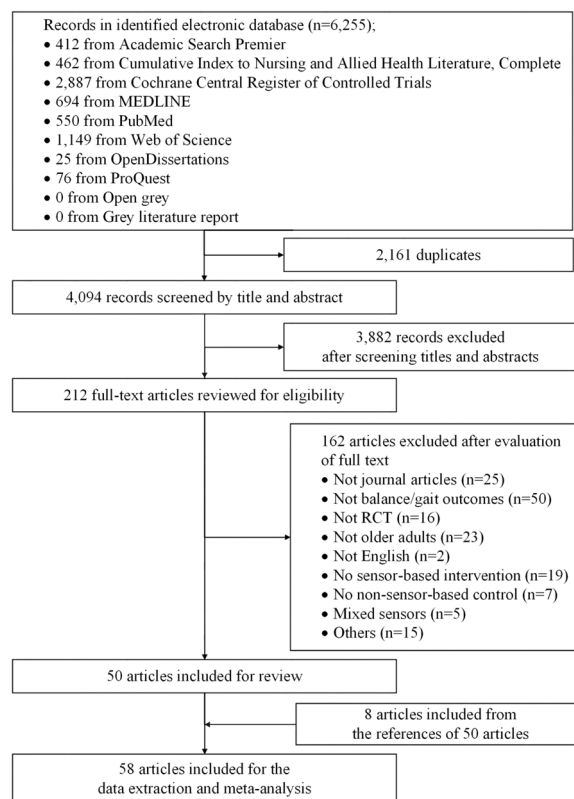 Records in identified electronic database (n=6,255);
• 412 from Academic Search Premier
• 462 from Cumulative Index to Nursing and Allied Health Literature, Complete
• 2,887 from Cochrane Central Register of Controlled Trials
• 694 from MEDLINE
• 550 from PubMed
• 1,149 from Web of Science
• 25 from OpenDissertations
• 76 from ProQuest
• 0 from Open grey
• 0 from Grey literature report
2,161 duplicates
4,094 records screened by title and abstract
3,882 records excluded
after screening titles and abstracts
212 full-text articles reviewed for eligibility
162 articles excluded after evaluation
of full text
• Not journal articles (n=25)
• Not balance/gait outcomes (n=50)
• Not RCT (n=16)
• Not older adults (n=23)
• Not English (n=2)
• No sensor-based intervention (n=19)
• No non-sensor-based control (n=7)
• Mixed sensors (n=5)
• Others (n=15)
50 articles included for review
8 articles included from
the references of 50 articles
58 articles included for the
data extraction and meta-analysis